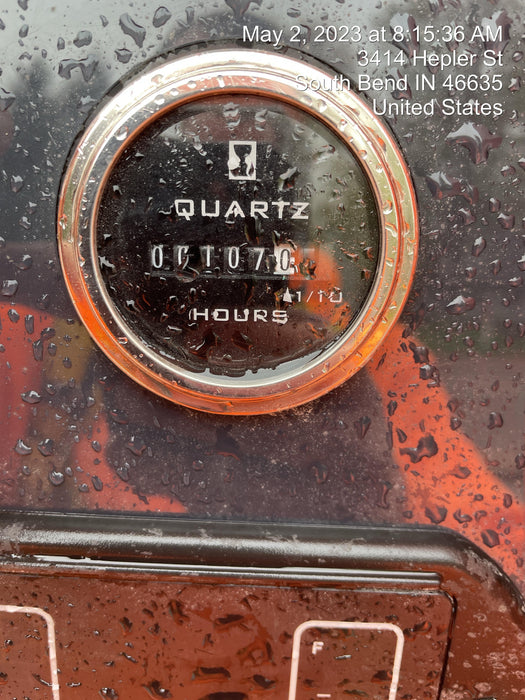 May 2, 2023 at 8:15:36 AM
3414 Hepler St
South Bend IN 46635
United States
QUARTZ
001070
1/10
HOURS
F